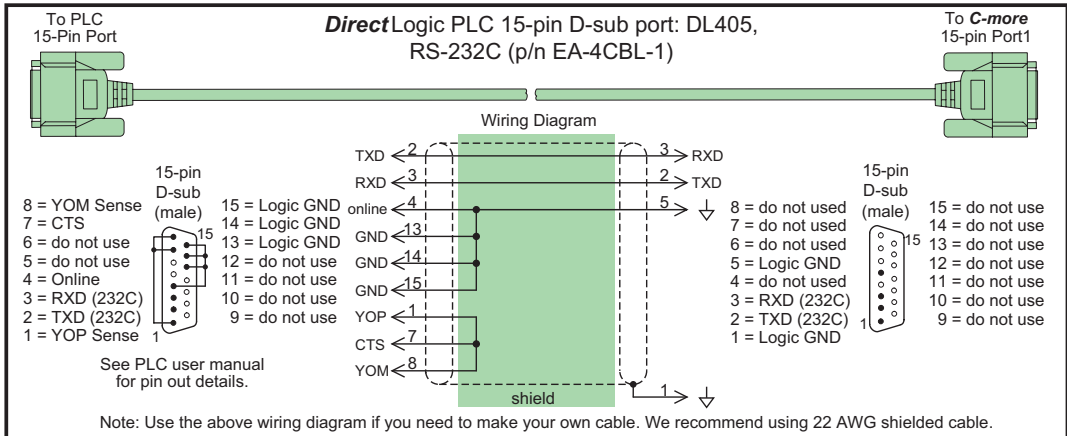 To PLC
15-Pin Port
DirectLogic PLC 15-pin D-sub port: DL405,
RS-232C (p/n EA-4CBL-1)
To C-more
15-pin Port1
Wiring Diagram
TXD 2
3 RXD
RXD 3
2 TXD
online 4
5
GND 13
GND 14
GND 15
YOP 1
CTS 7
YOM 8
1
shield
15-pin
D-sub
(male)
15
1
8 = YOM Sense
7 = CTS
6 = do not use
5 = do not use
4 = Online
3 = RXD (232C)
2 = TXD (232C)
1 = YOP Sense
15 = Logic GND
14 = Logic GND
13 = Logic GND
12 = do not use
11 = do not use
10 = do not use
9 = do not use
See PLC user manual
for pin out details.
15-pin
D-sub
(male)
15
1
8 = do not used
7 = do not used
6 = do not used
5 = Logic GND
4 = do not used
3 = RXD (232C)
2 = TXD (232C)
1 = Logic GND
15 = do not use
14 = do not use
13 = do not use
12 = do not use
11 = do not use
10 = do not use
9 = do not use
Note: Use the above wiring diagram if you need to make your own cable. We recommend using 22 AWG shielded cable.